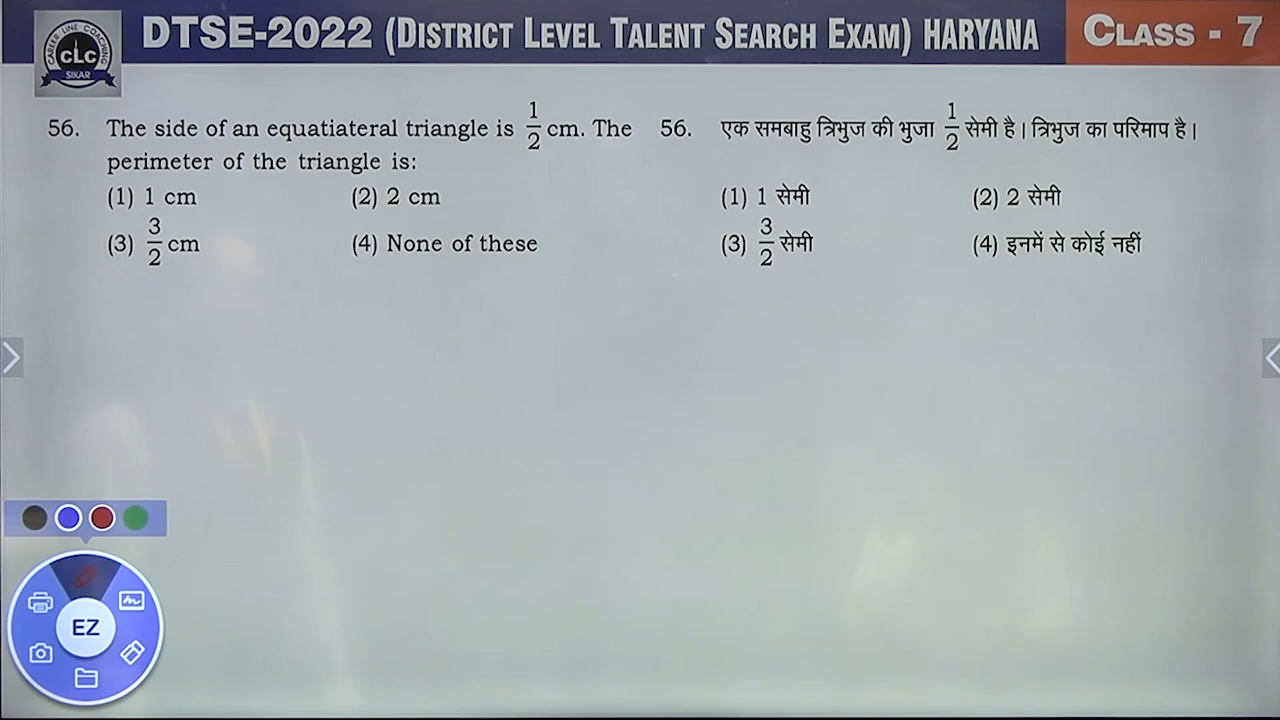 DTSE-2022 (DISTRICT LEVEL TALENT SEARCH EXAM) HARYANA
CLASS - 7
CAREER LINE COACHING
CLC
SIKAR
56. The side of an equatiateral triangle is 1/2 cm. The
perimeter of the triangle is:
(1) 1 cm (2) 2 cm
(3) 3/2 cm (4) None of these
56. एक समबाहु त्रिभुज की भुजा 1/2 सेमी है। त्रिभुज का परिमाप है।
(1) 1 सेमी (2) 2 सेमी
(3) 3/2 सेमी (4) इनमें से कोई नहीं
EZ